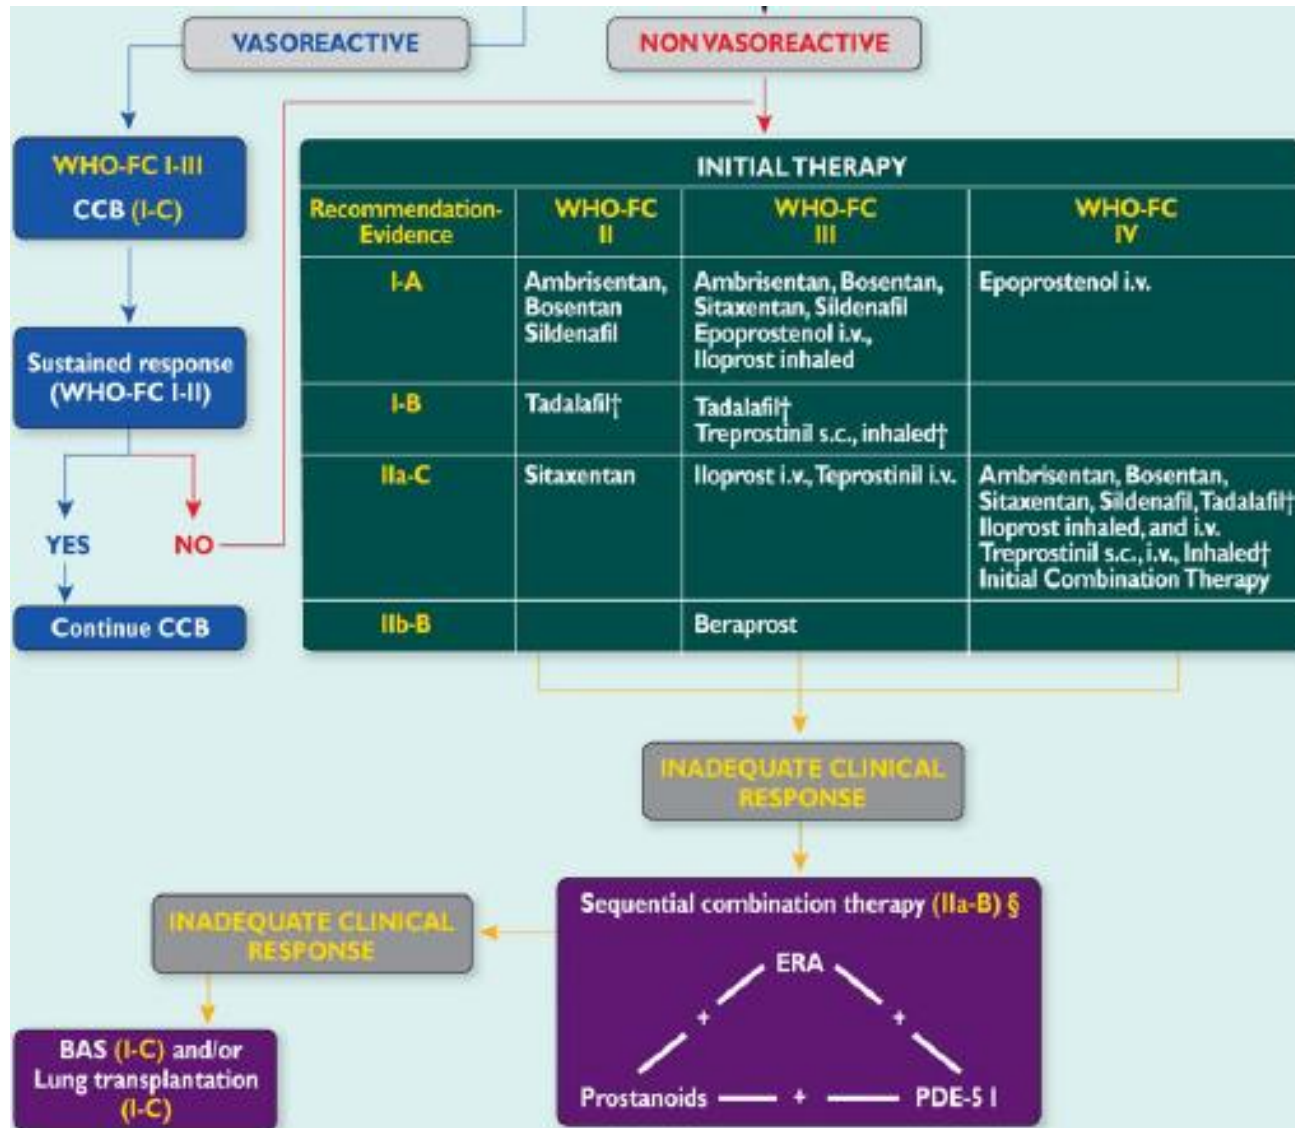 VASOREACTIVE
NON VASOREACTIVE
WHO-FC I-III
CCB (I-C)
Sustained response
(WHO-FC I-II)
YES
NO
Continue CCB
INITIAL THERAPY
Recommendation-
Evidence
WHO-FC
II
WHO-FC
III
WHO-FC
IV
I-A
Ambrisentan,
Bosentan
Sildenafil
Ambrisentan, Bosentan,
Sitaxentan, Sildenafil
Epoprostenol i.v.,
Iloprost inhaled
Epoprostenol i.v.
I-B
Tadalafil†
Tadalafil†
Treprostinil s.c., inhaled†
IIa-C
Sitaxentan
Iloprost i.v., Teprostinil i.v.
Ambrisentan, Bosentan,
Sitaxentan, Sildenafil, Tadalafil†
Iloprost inhaled, and i.v.
Treprostinil s.c., i.v., Inhaled†
Initial Combination Therapy
IIb-B
Beraprost
INADEQUATE CLINICAL
RESPONSE
Sequential combination therapy (IIa-B) §
ERA
+
+
Prostanoids
+
PDE-5 I
INADEQUATE CLINICAL
RESPONSE
BAS (I-C) and/or
Lung transplantation
(I-C)